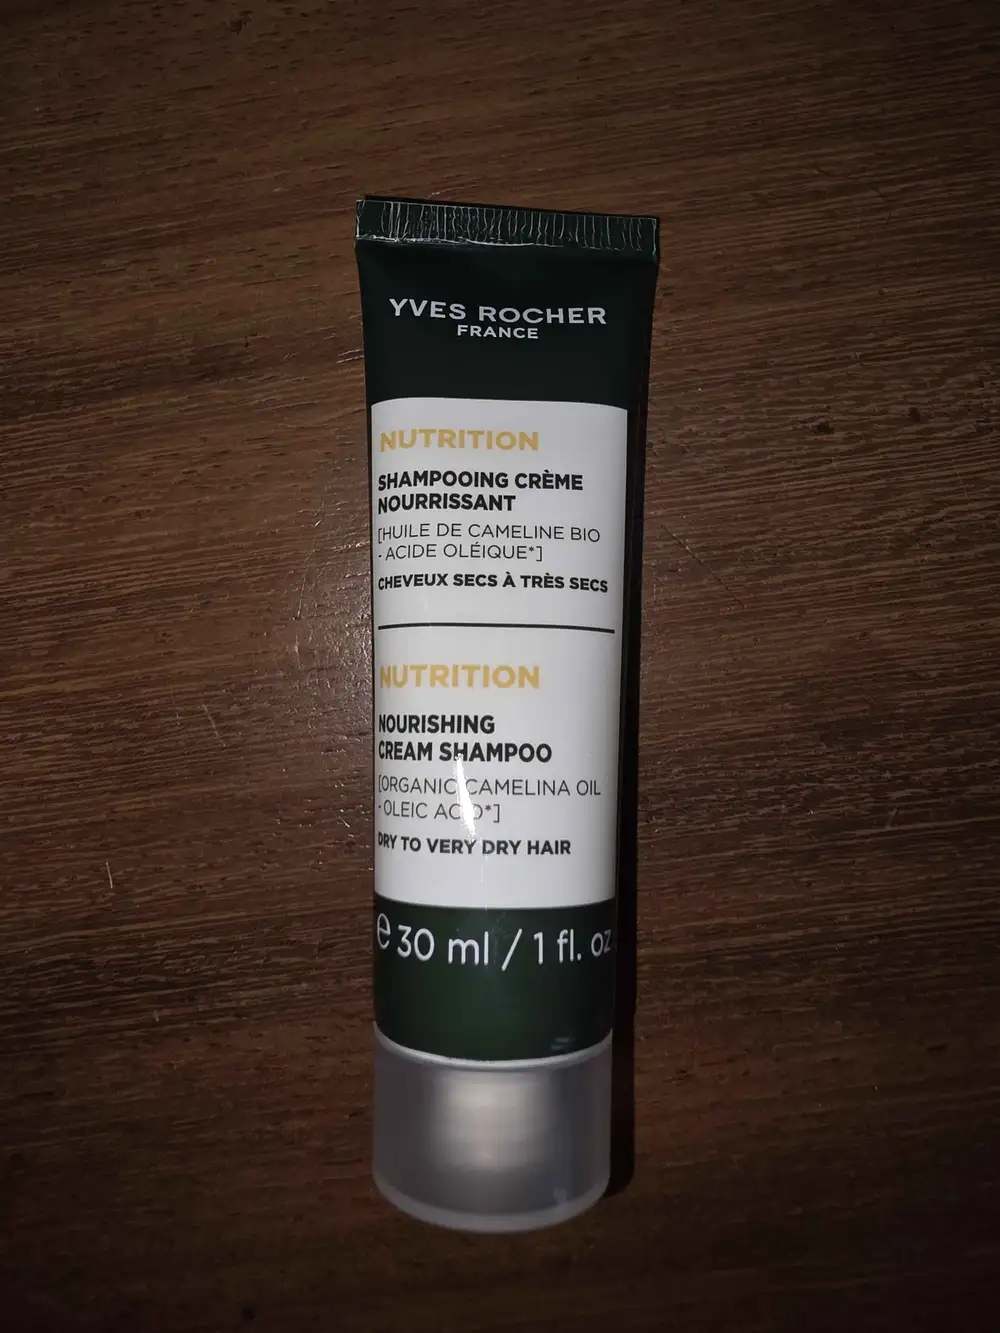 YVES ROCHER
FRANCE
NUTRITION
SHAMPOOING CRÈME
NOURRISSANT
[HUILE DE CAMELINE BIO
- ACIDE OLÉIQUE*]
CHEVEUX SECS À TRÈS SECS
NUTRITION
NOURISHING
CREAM SHAMPOO
[ORGANIC CAMELINA OIL
- OLEIC ACID*]
DRY TO VERY DRY HAIR
℮ 30 ml / 1 fl. oz